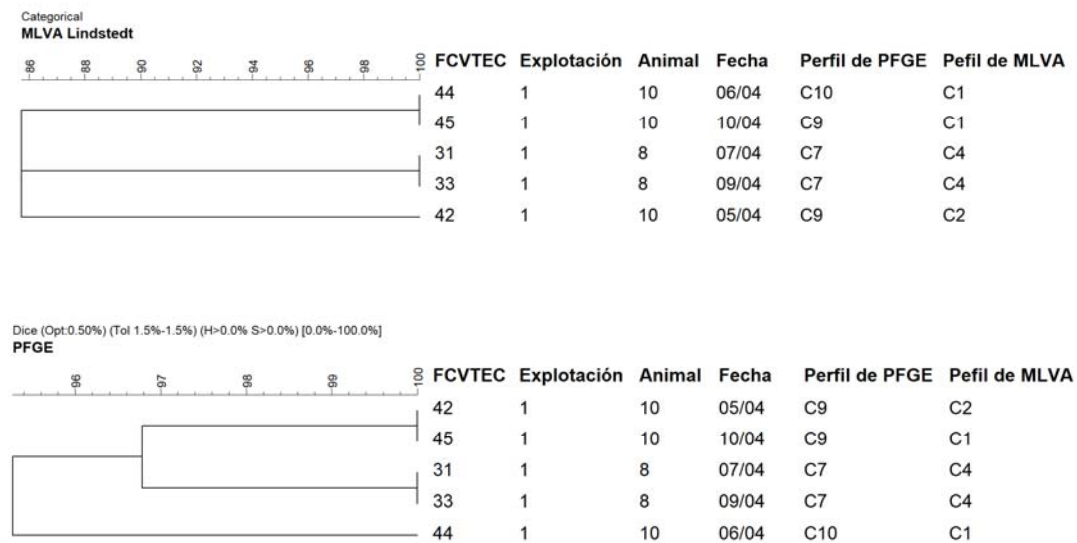 Categorical
MLVA Lindstedt
86 88 90 92 94 96 98 100
FCVTEC Explotación Animal Fecha Perfil de PFGE Pefil de MLVA
44 1 10 06/04 C10 C1
45 1 10 10/04 C9 C1
31 1 8 07/04 C7 C4
33 1 8 09/04 C7 C4
42 1 10 05/04 C9 C2
Dice (Opt:0.50%) (Tol 1.5%-1.5%) (H>0.0% S>0.0%) [0.0%-100.0%]
PFGE
96 97 98 99 100
FCVTEC Explotación Animal Fecha Perfil de PFGE Pefil de MLVA
42 1 10 05/04 C9 C2
45 1 10 10/04 C9 C1
31 1 8 07/04 C7 C4
33 1 8 09/04 C7 C4
44 1 10 06/04 C10 C1